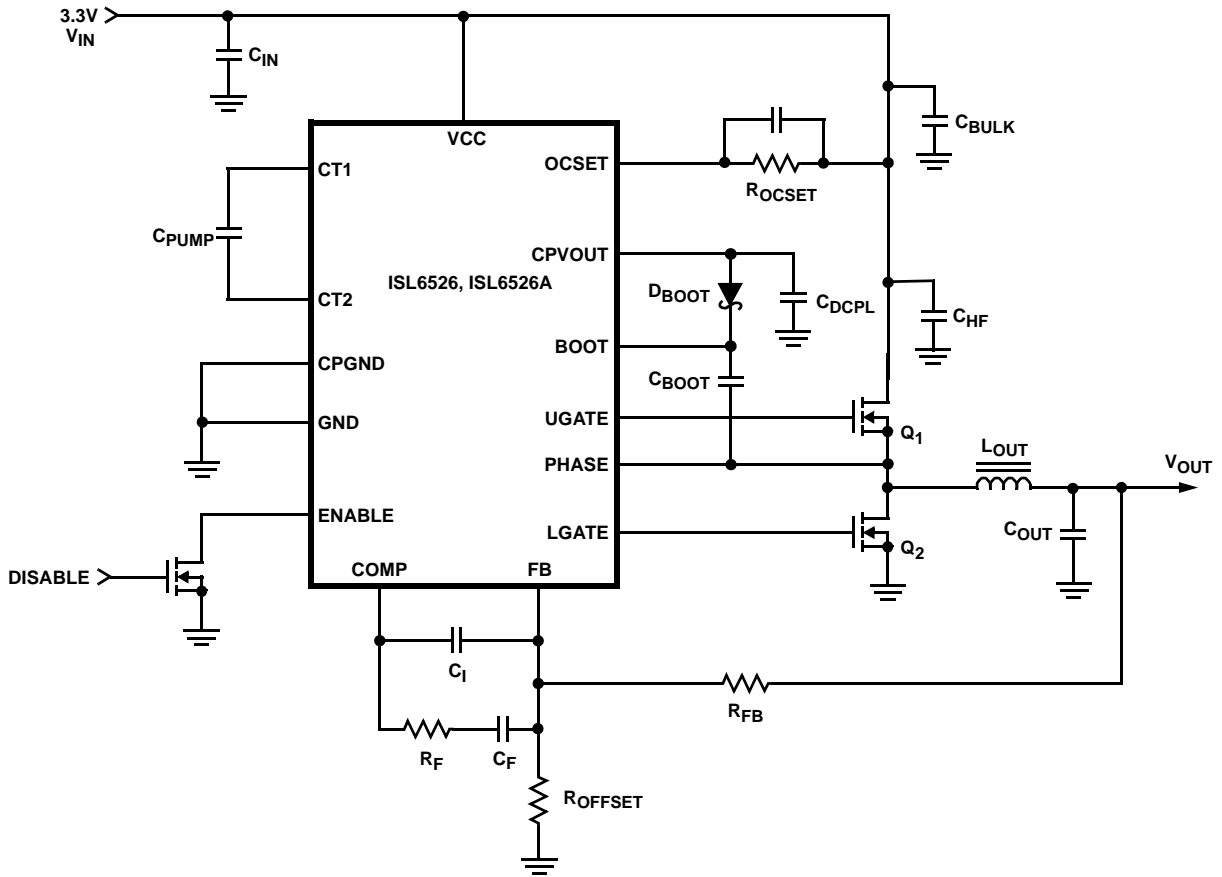 3.3V
VIN
CIN
VCC
CBULK
OCSET
ROCSET
CT1
CPUMP
CT2
CPVOUT
ISL6526, ISL6526A
DBOOT
CDCPL
CHF
BOOT
CBOOT
CPGND
GND
UGATE
Q1
PHASE
LOUT
VOUT
ENABLE
LGATE
Q2
COUT
DISABLE
COMP
FB
CI
RFB
RF
CF
ROFFSET